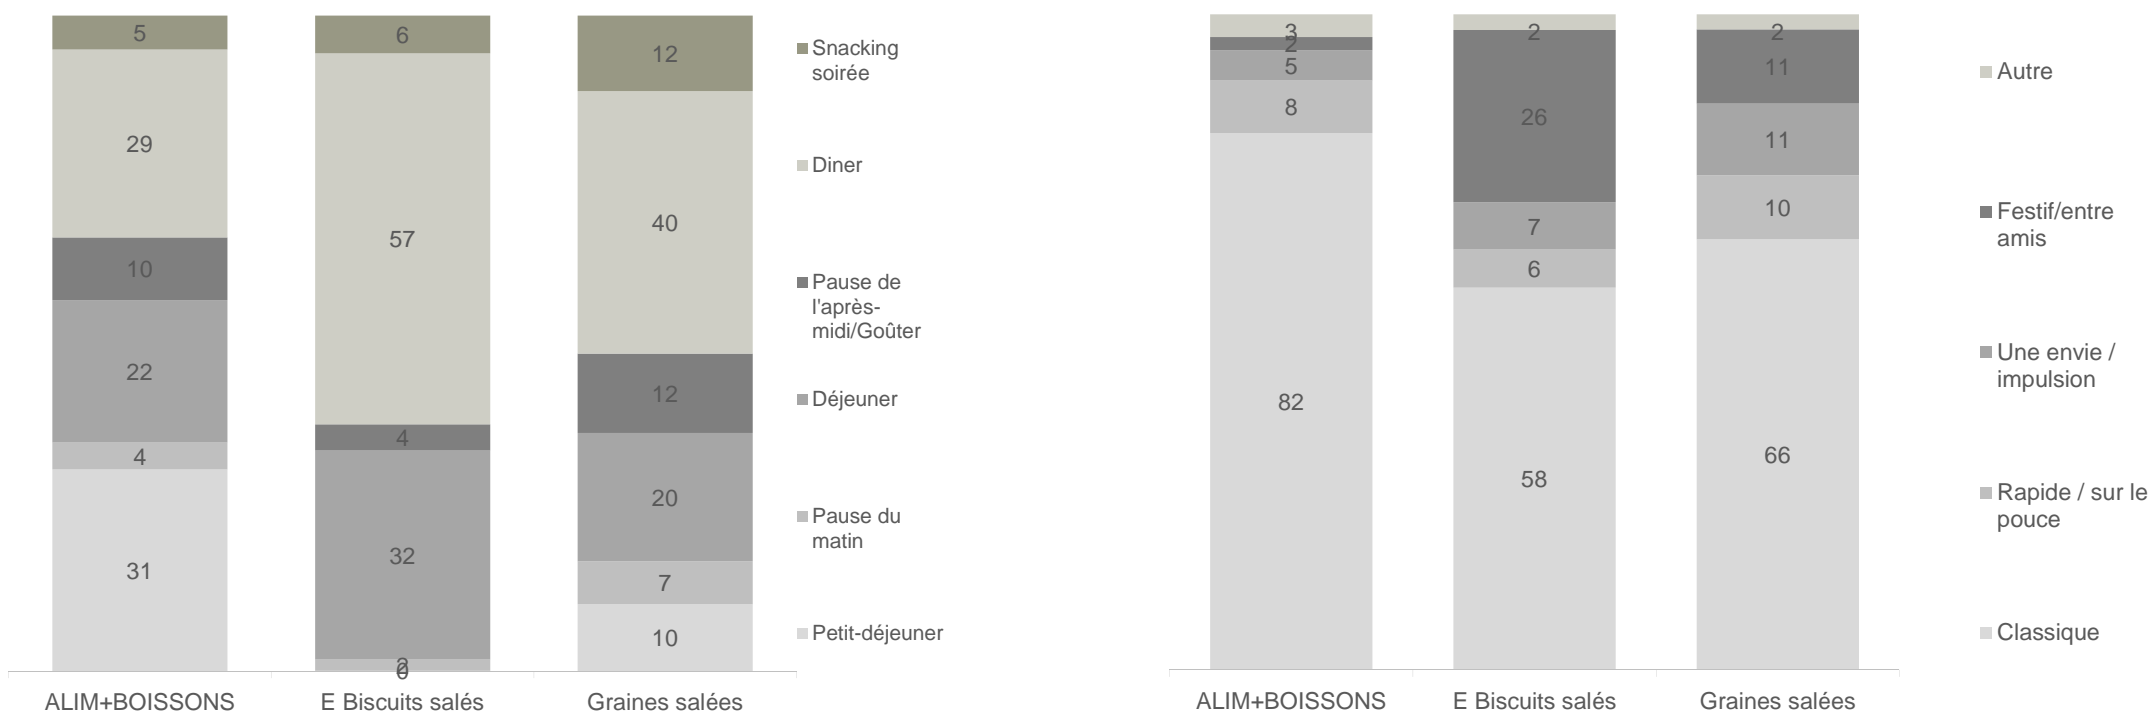 5
29
10
22
4
31
6
57
4
32
2
0
12
40
12
20
7
10
ALIM+BOISSONS
E Biscuits salés
Graines salées
Snacking
soirée
Diner
Pause de
l'après-
midi/Goûter
Déjeuner
Pause du
matin
Petit-déjeuner
3
2
5
8
82
2
26
7
6
58
2
11
11
10
66
ALIM+BOISSONS
E Biscuits salés
Graines salées
Autre
Festif/entre
amis
Une envie /
impulsion
Rapide / sur le
pouce
Classique